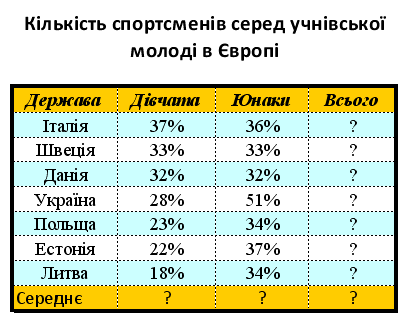 Кількість спортсменів серед учнівської
молоді в Європі
Держава Дівчата Юнаки Всього
Італія 37% 36% ?
Швеція 33% 33% ?
Данія 32% 32% ?
Україна 28% 51% ?
Польща 23% 34% ?
Естонія 22% 37% ?
Литва 18% 34% ?
Середнє ? ? ?